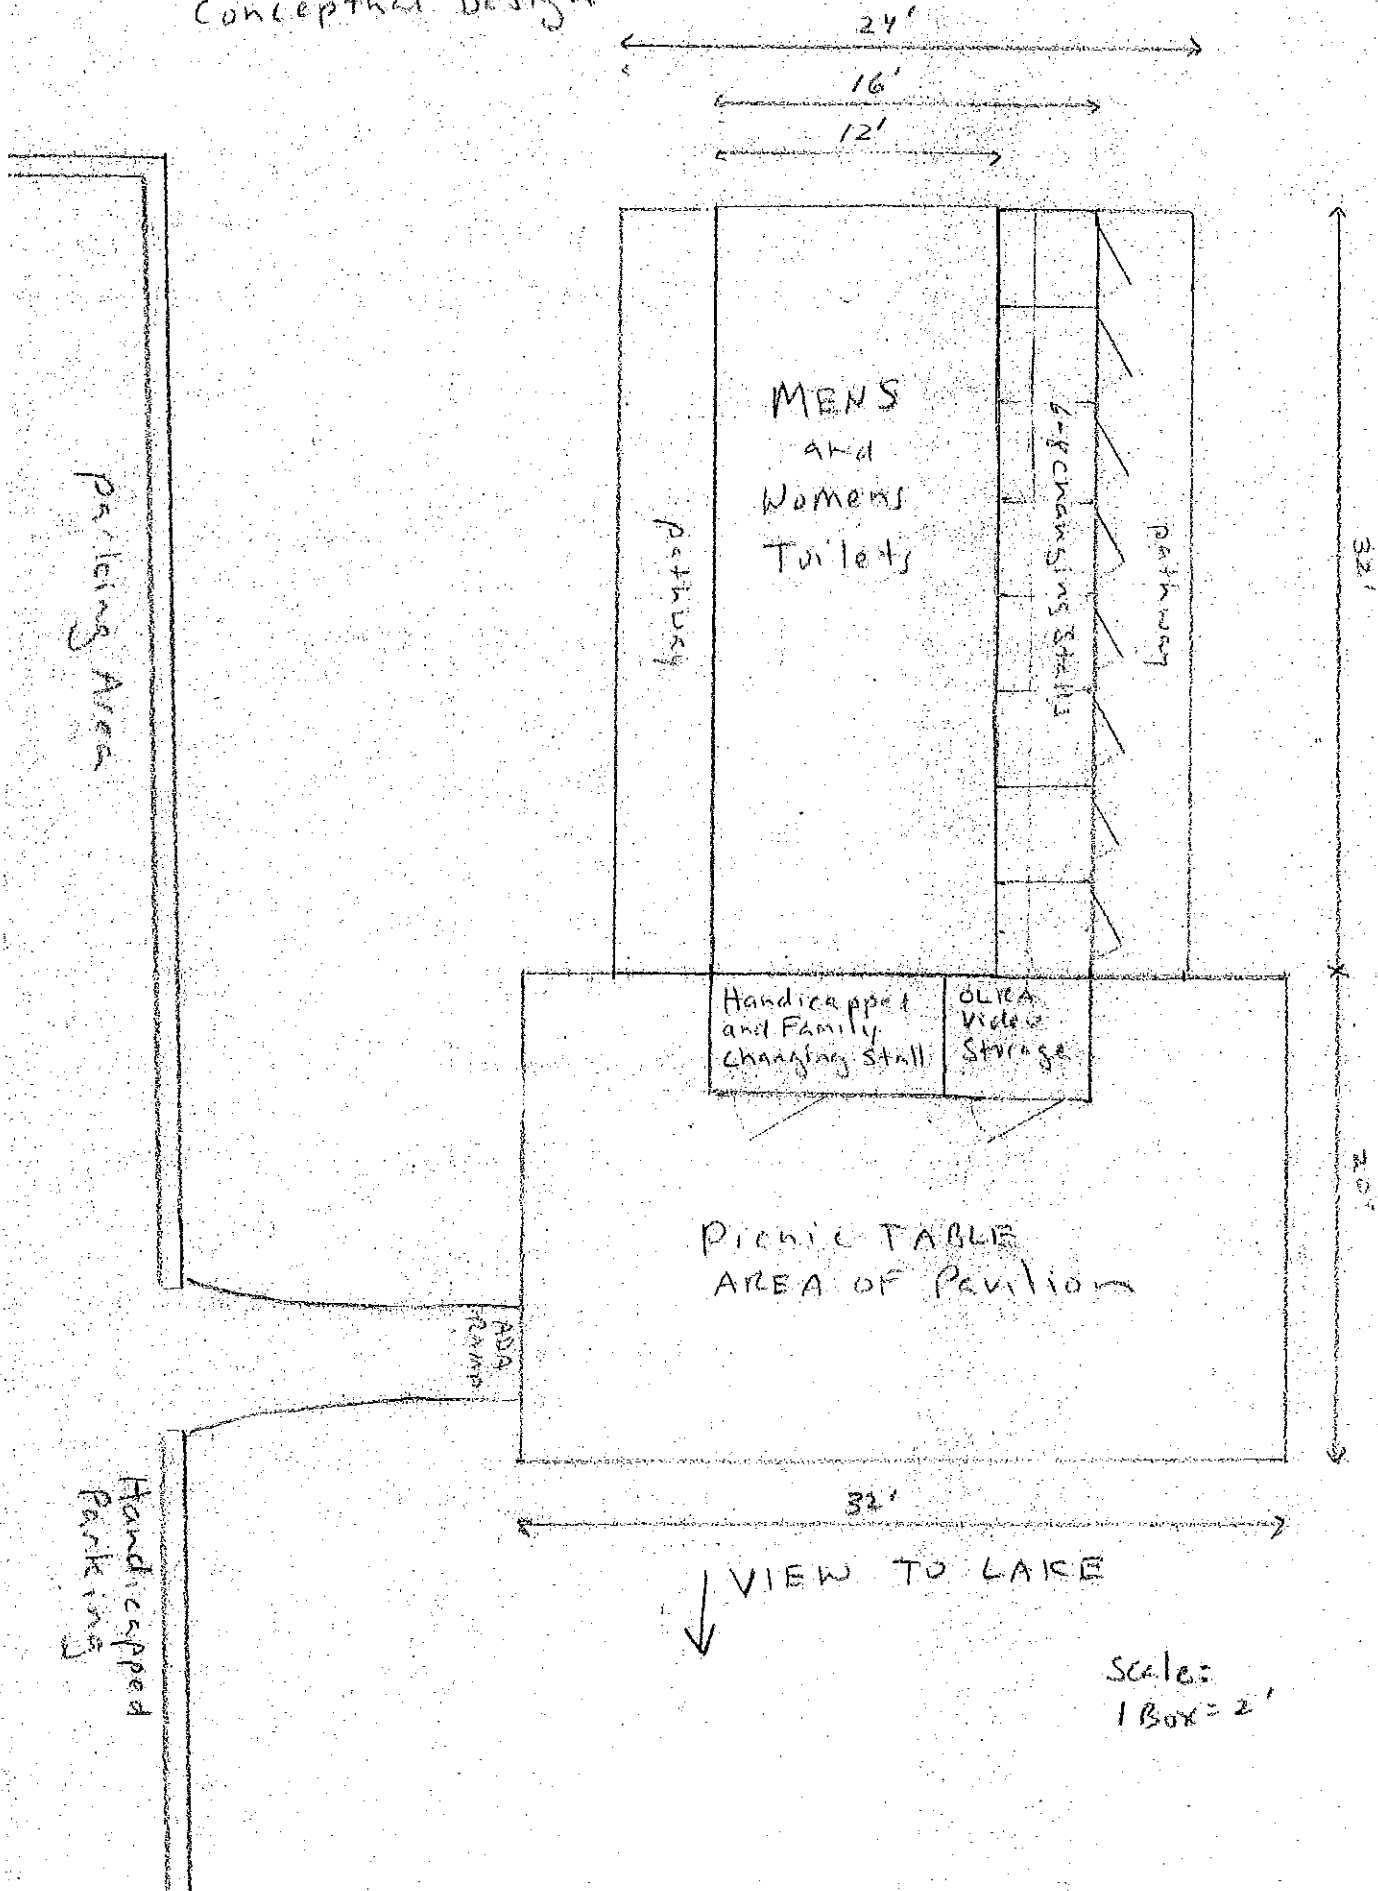 Conceptual Design
24'
16'
12'
MENS
and
Womens
Toilets
pathway
6-8 changing Stalls
pathway
32'
Parking Area
Handicapped
and Family
changing stall
OLRA
Video
Storage
20'
Picnic TABLE
AREA OF Pavilion
ADA
Ramp
32'
VIEW TO LAKE
Handicapped
Parking
Scale:
1 Box = 2'